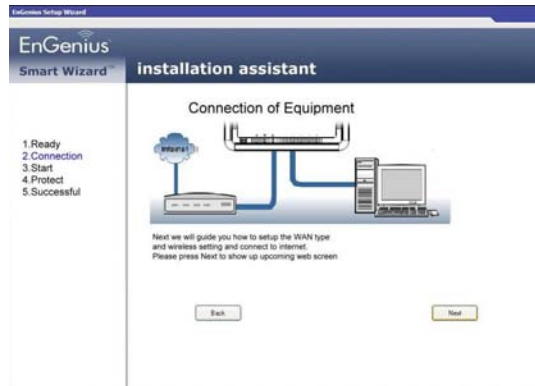 EnGenius Setup Wizard
EnGenius
Smart Wizard™
installation assistant
Connection of Equipment
1.Ready
2.Connection
3.Start
4.Protect
5.Successful
Internet
Next we will guide you how to setup the WAN type
and wireless setting and connect to internet.
Please press Next to show up upcoming web screen
Back
Next